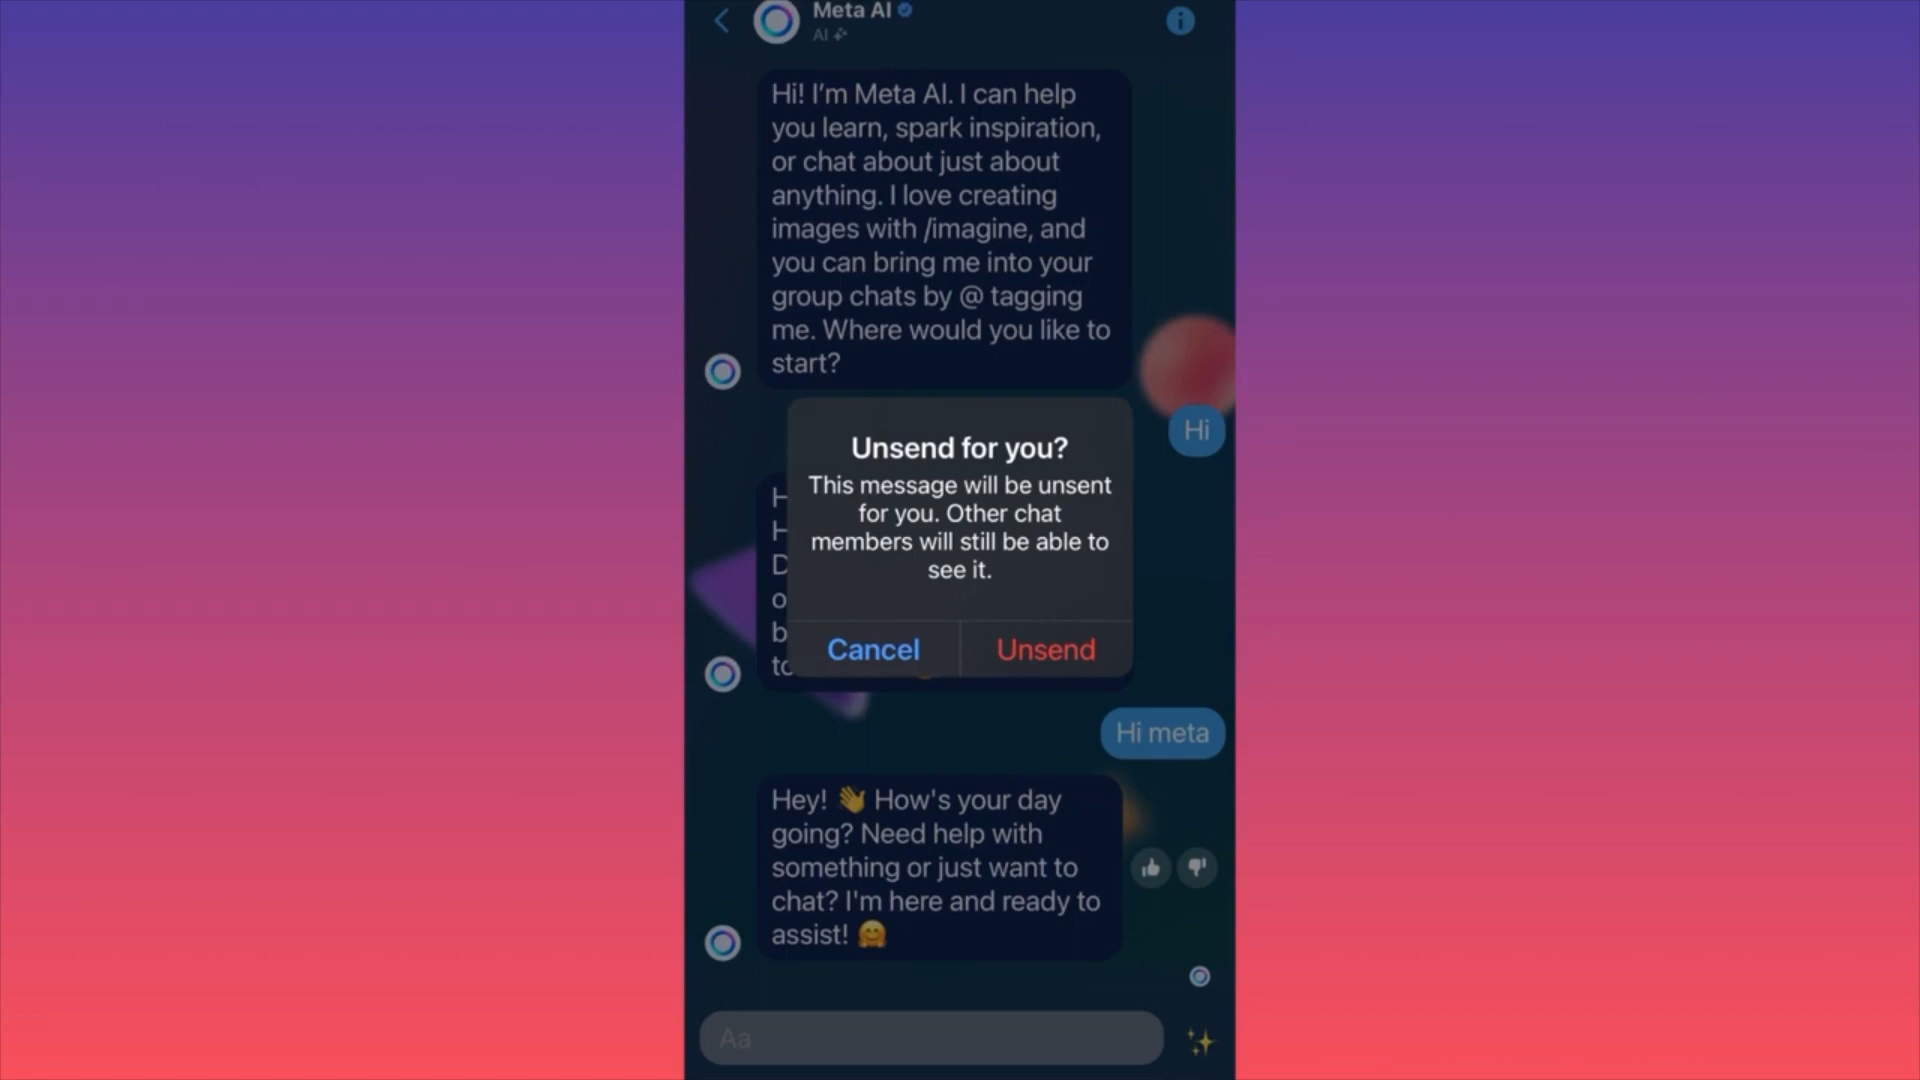 Meta AI
AI
Hi! I’m Meta AI. I can help
you learn, spark inspiration,
or chat about just about
anything. I love creating
images with /imagine, and
you can bring me into your
group chats by @ tagging
me. Where would you like to
start?
Hi
Unsend for you?
This message will be unsent
for you. Other chat
members will still be able to
see it.
Cancel
Unsend
Hi meta
Hey! 👋 How's your day
going? Need help with
something or just want to
chat? I'm here and ready to
assist! 🤗
Aa